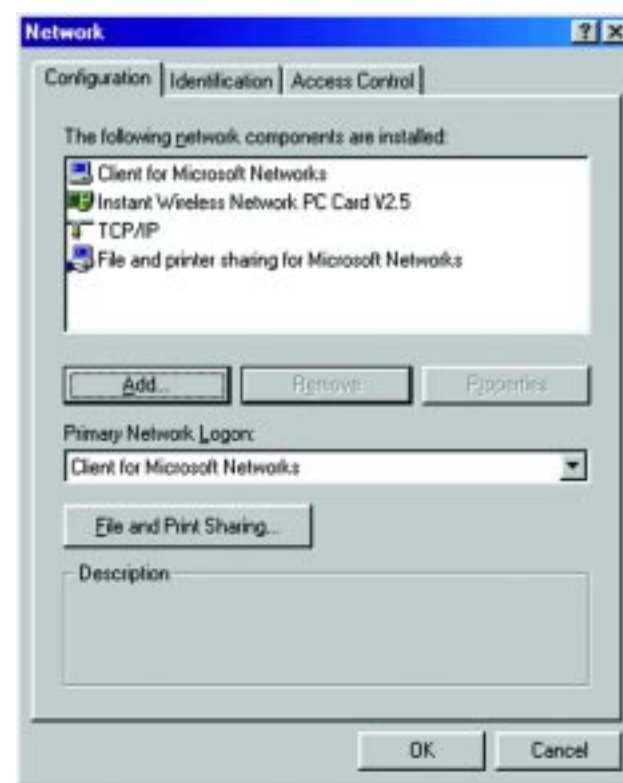 Network
Configuration Identification Access Control
The following network components are installed:
Client for Microsoft Networks
Instant Wireless Network PC Card V2.5
TCP/IP
File and printer sharing for Microsoft Networks
Add... Remove Properties
Primary Network Logon:
Client for Microsoft Networks
File and Print Sharing...
Description
OK Cancel